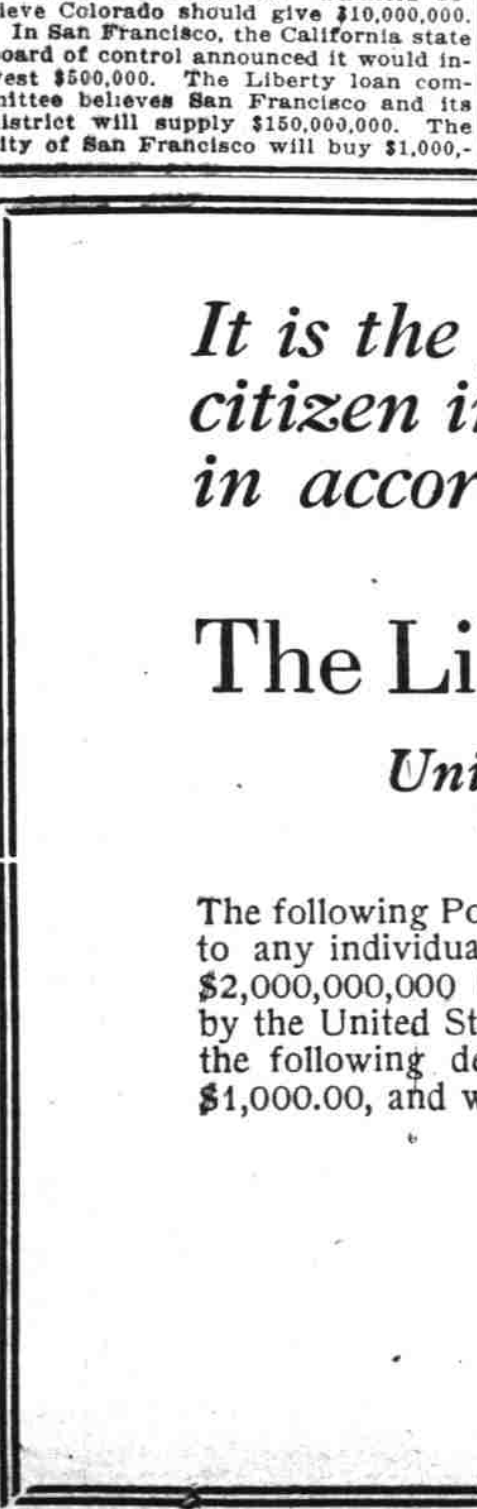 lieve Colorado should give $10,000,000.
In San Francisco, the California state
board of control announced it would in-
vest $500,000. The Liberty loan com-
mittee believes San Francisco and its
district will supply $150,000,000. The
city of San Francisco will buy $1,000,-
It is the
citizen i
in accor
The Li
Uni
The following Po
to any individua
$2,000,000,000
by the United St
the following de
$1,000.00, and w